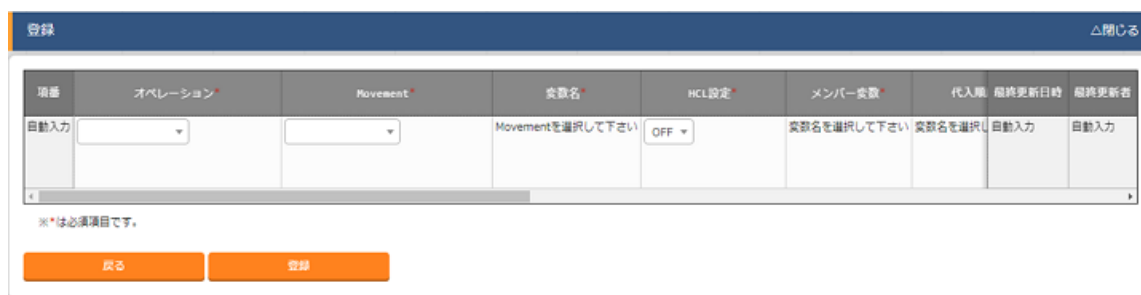 登録 △閉じる
項番 オペレーション* Movement* 変数名* HCL設定* メンバー変数* 代入順 最終更新日時 最終更新者
自動入力 Movementを選択して下さい OFF 変数名を選択して下さい 変数名を選択し 自動入力 自動入力
※*は必須項目です。
戻る 登録